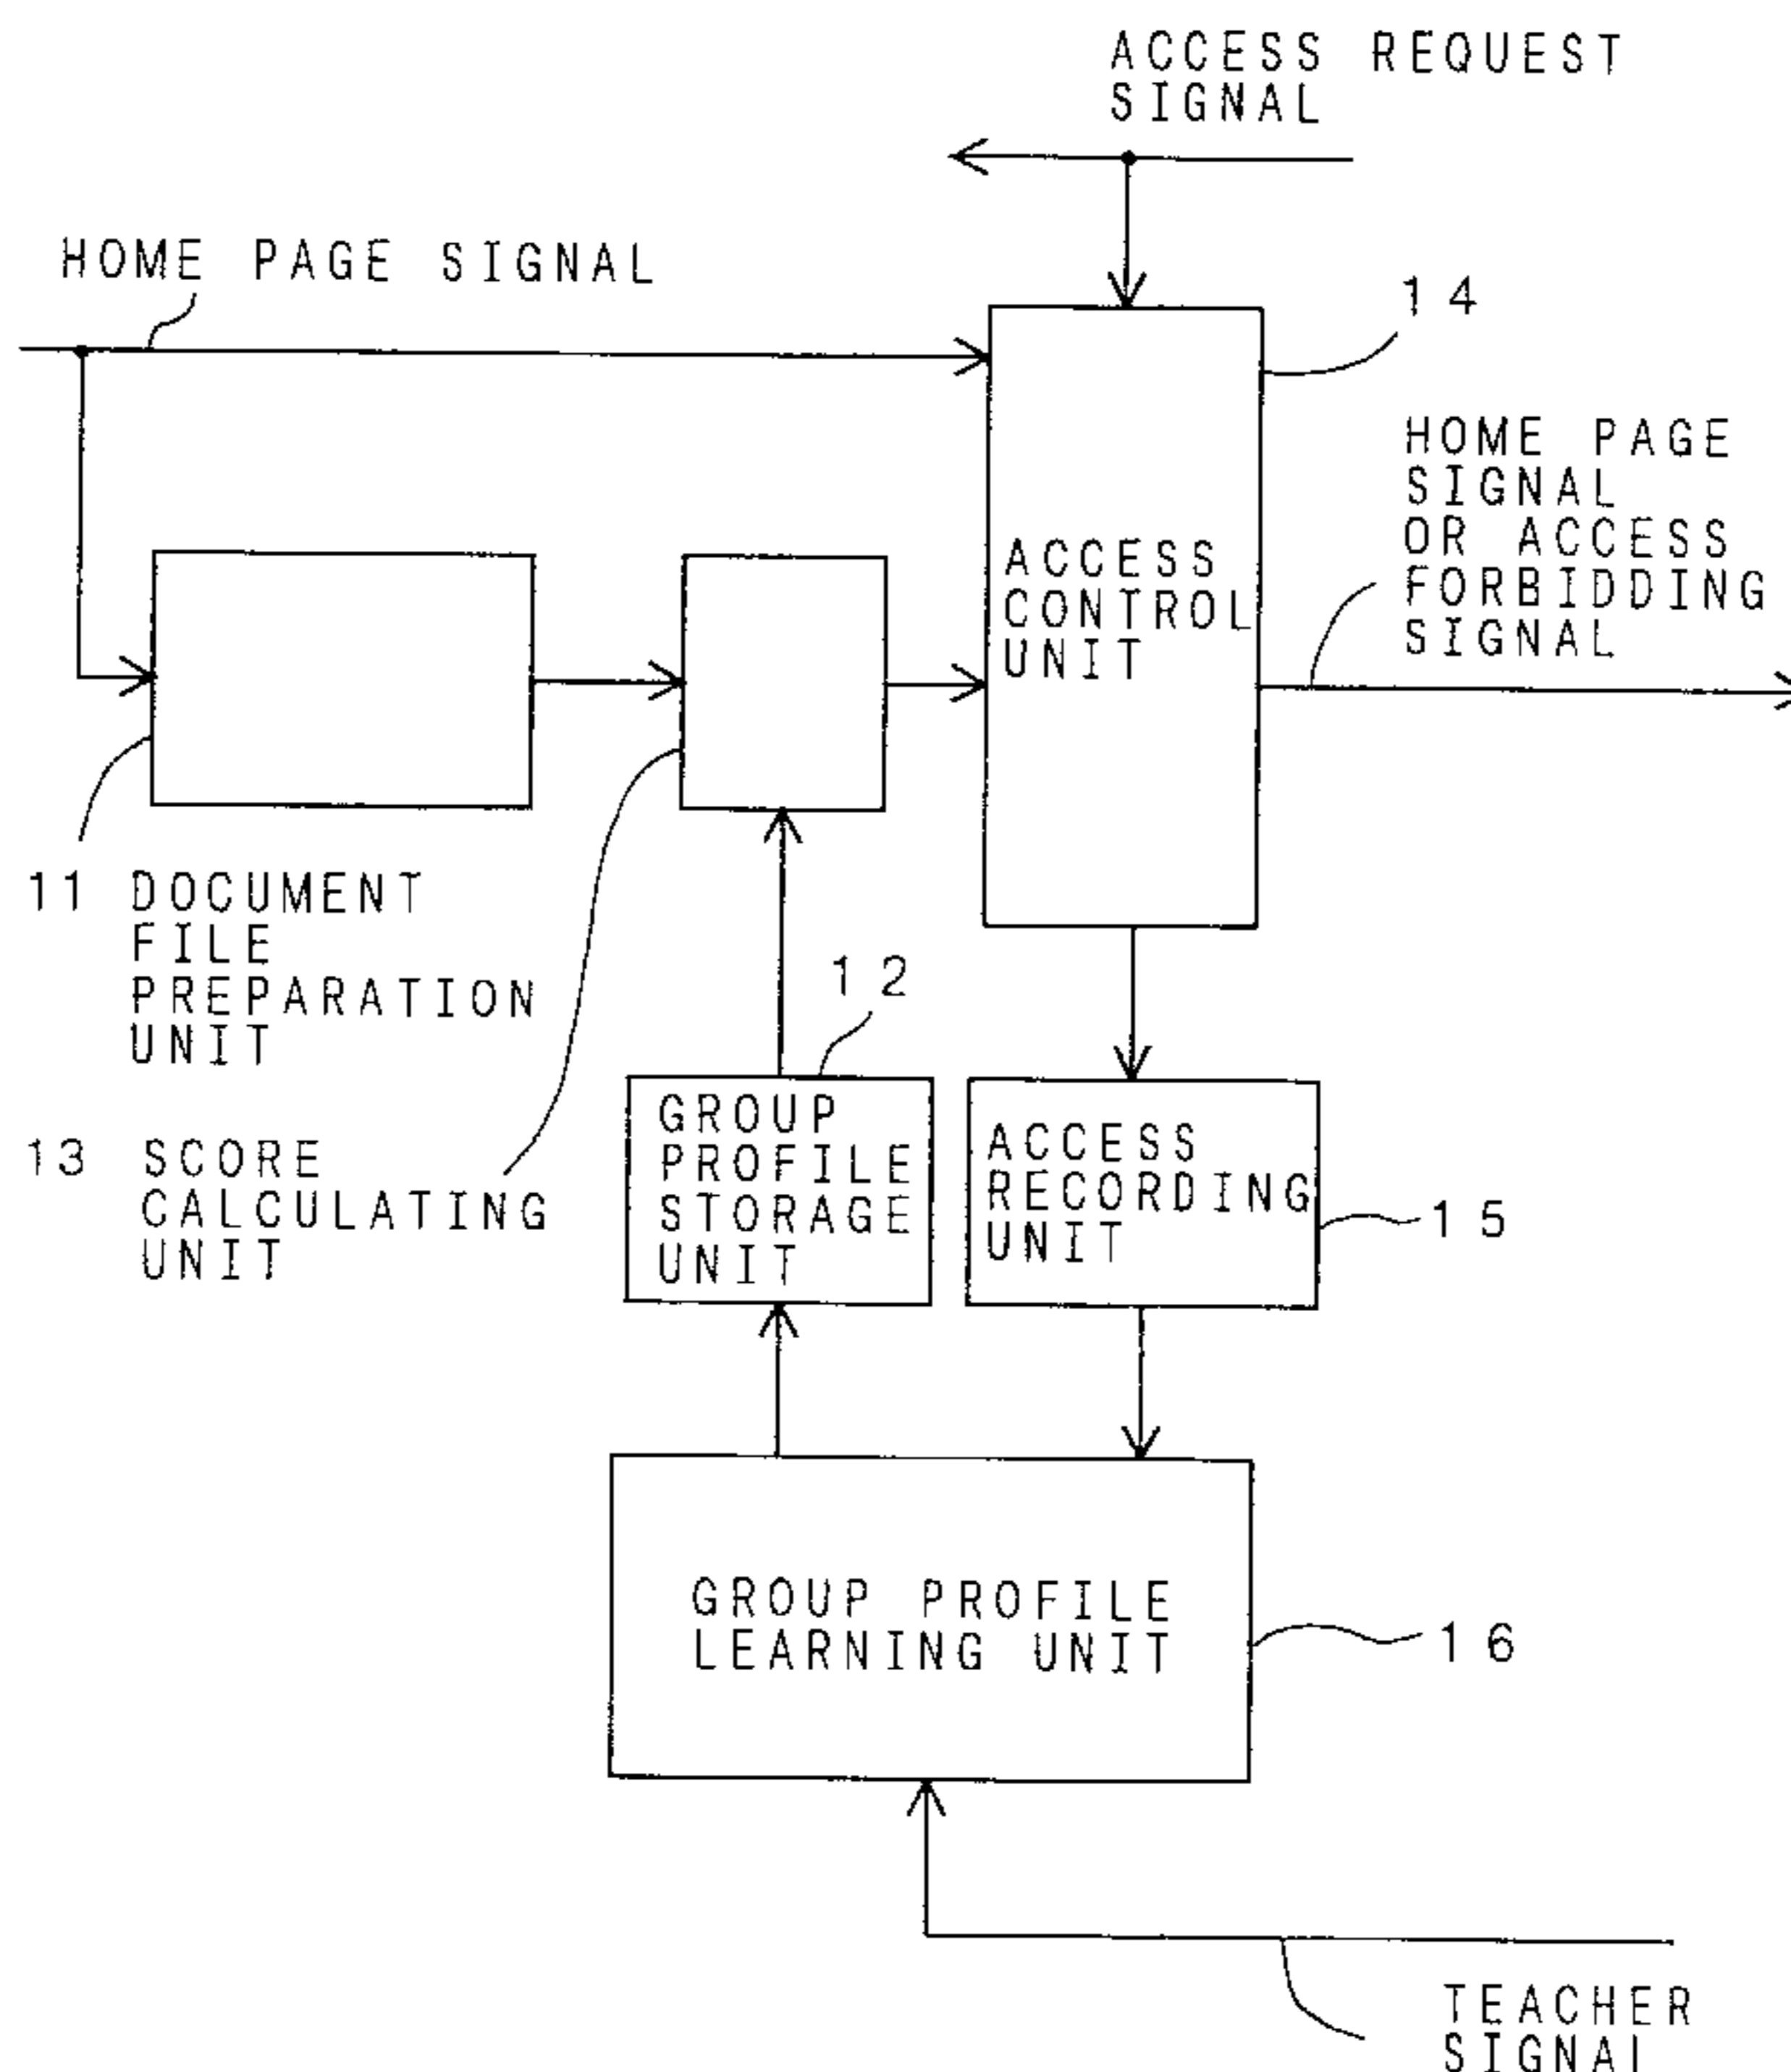 ACCESS REQUEST
SIGNAL
HOME PAGE SIGNAL
14
HOME PAGE
SIGNAL
OR ACCESS
FORBIDDING
SIGNAL
ACCESS
CONTROL
UNIT
11 DOCUMENT
FILE
PREPARATION
UNIT
12
13 SCORE
CALCULATING
UNIT
GROUP
PROFILE
STORAGE
UNIT
ACCESS
RECORDING
UNIT
15
GROUP PROFILE
LEARNING UNIT
16
TEACHER
SIGNAL